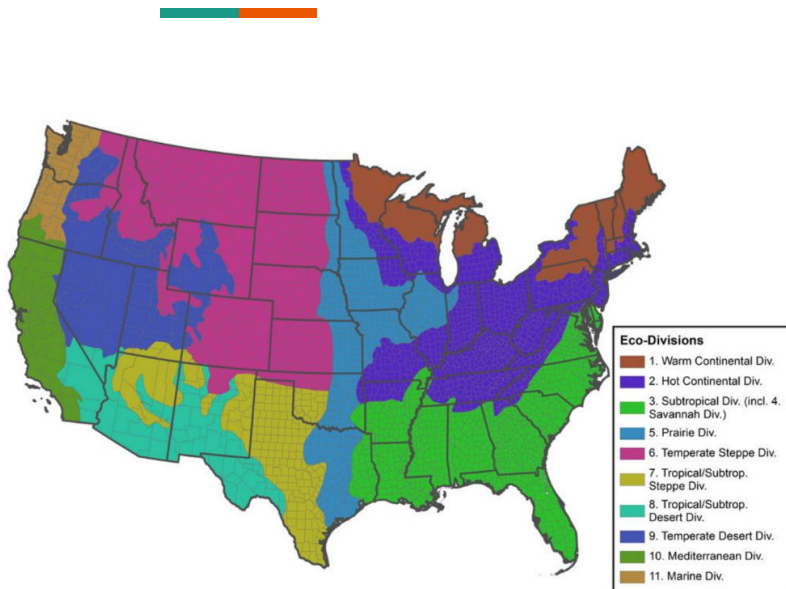 Eco-Divisions
1. Warm Continental Div.
2. Hot Continental Div.
3. Subtropical Div. (incl. 4.
Savannah Div.)
5. Prairie Div.
6. Temperate Steppe Div.
7. Tropical/Subtrop.
Steppe Div.
8. Tropical/Subtrop.
Desert Div.
9. Temperate Desert Div.
10. Mediterranean Div.
11. Marine Div.